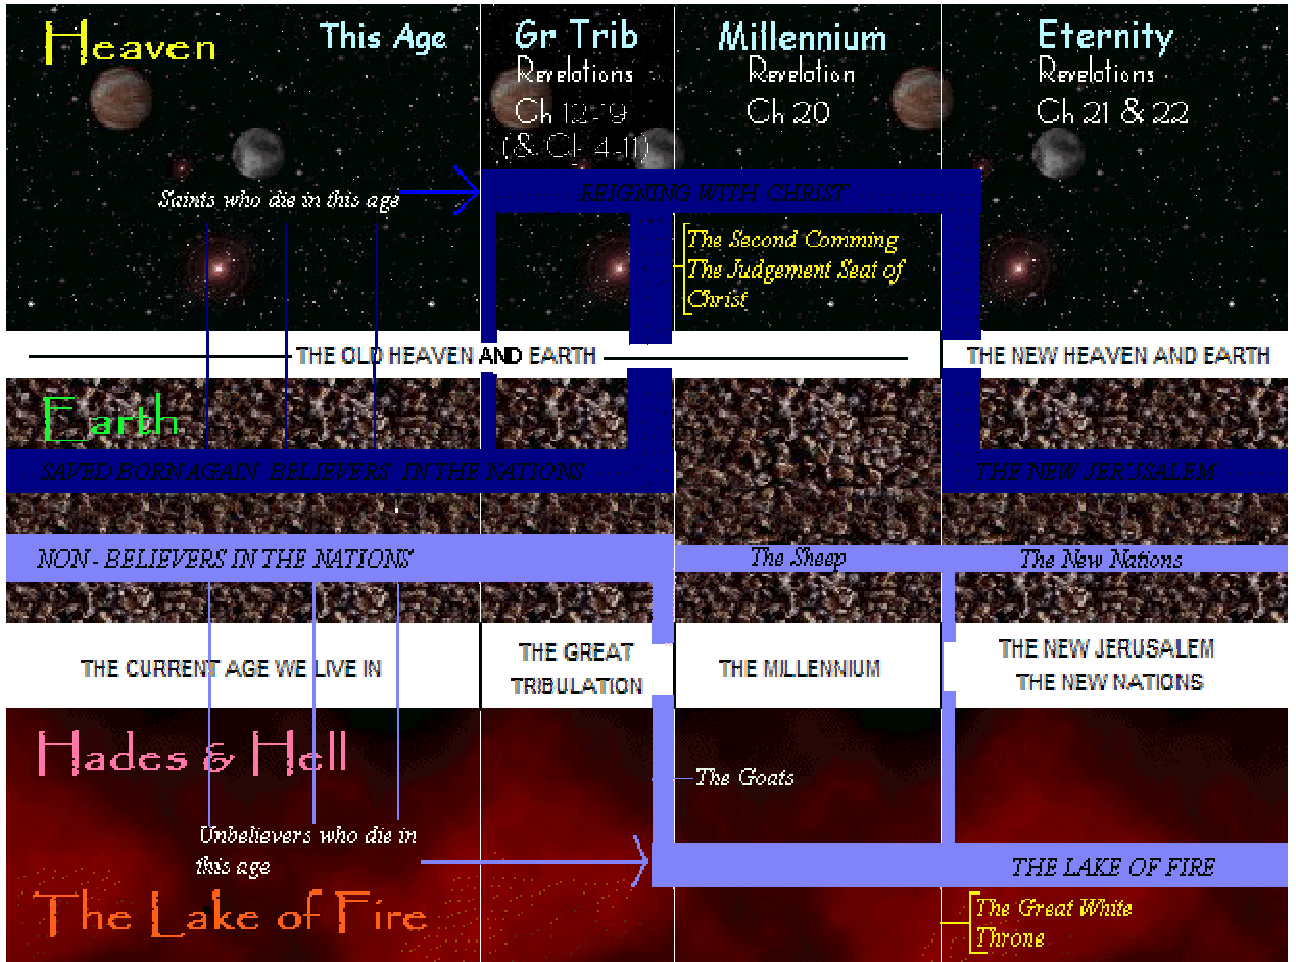 Heaven
This Age
Gr Trib
Revelations
Ch 12-19
(& Ch 4-11)
Millennium
Revelation
Ch 20
Eternity
Revelations
Ch 21 & 22
Saints who die in this age
REIGNING WITH CHRIST
The Second Comming
The Judgement Seat of
Christ
THE OLD HEAVEN AND EARTH
THE NEW HEAVEN AND EARTH
Earth
SAVED BORN AGAIN BELIEVERS IN THE NATIONS
THE NEW JERUSALEM
NON - BELIEVERS IN THE NATIONS
The Sheep
The New Nations
THE CURRENT AGE WE LIVE IN
THE GREAT
TRIBULATION
THE MILLENNIUM
THE NEW JERUSALEM
THE NEW NATIONS
Hades & Hell
The Goats
Unbelievers who die in
this age
THE LAKE OF FIRE
The Lake of Fire
The Great White
Throne